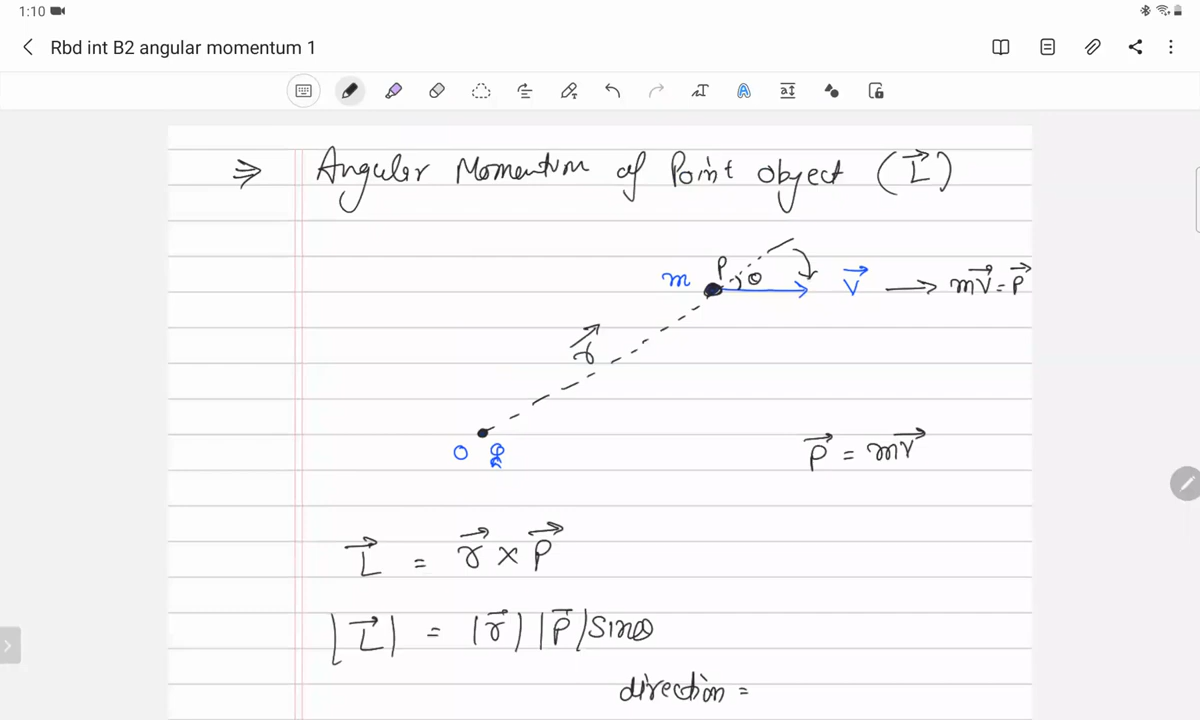 1:10
Rbd int B2 angular momentum 1
⇒ Angular Momentum of Point object (L⃗)
m P θ v⃗ → mv⃗ = P⃗
r⃗
O
P⃗ = mv⃗
L⃗ = r⃗ × P⃗
|L⃗| = |r⃗| |P⃗| Sinθ
direction =